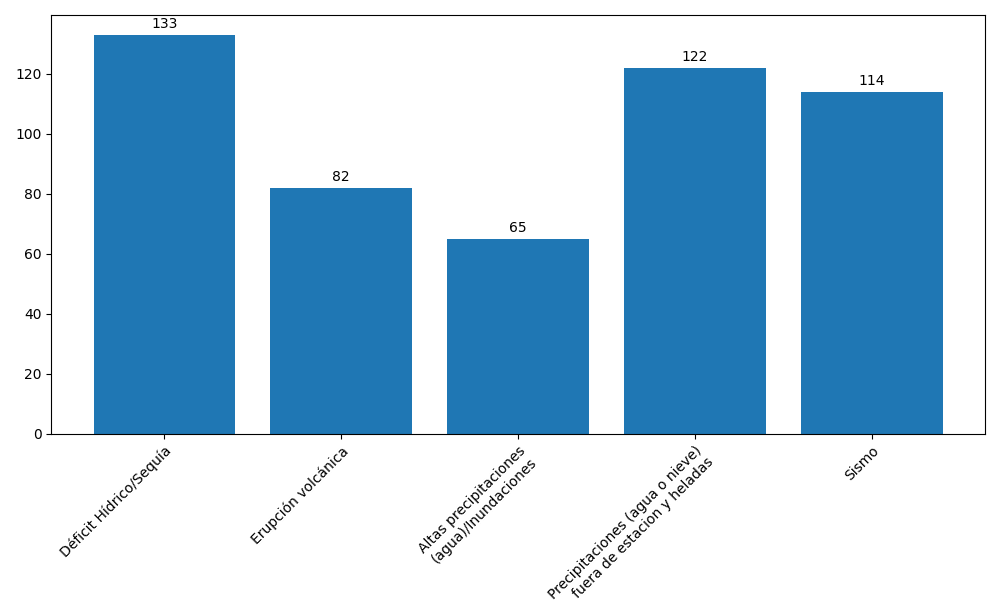 133
82
65
122
114
120
100
80
60
40
20
0
Déficit Hídrico/Sequía
Erupción volcánica
Altas precipitaciones
(agua)/Inundaciones
Precipitaciones (agua o nieve)
fuera de estacion y heladas
Sismo